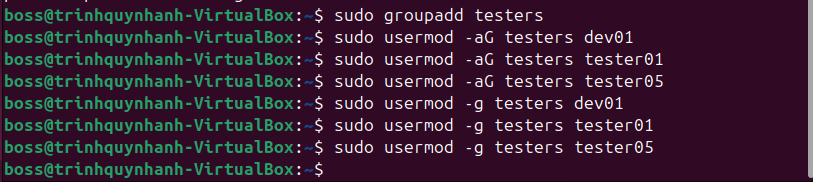 boss@trinhquynhanh-VirtualBox:~$ sudo groupadd testers
boss@trinhquynhanh-VirtualBox:~$ sudo usermod -aG testers dev01
boss@trinhquynhanh-VirtualBox:~$ sudo usermod -aG testers tester01
boss@trinhquynhanh-VirtualBox:~$ sudo usermod -aG testers tester05
boss@trinhquynhanh-VirtualBox:~$ sudo usermod -g testers dev01
boss@trinhquynhanh-VirtualBox:~$ sudo usermod -g testers tester01
boss@trinhquynhanh-VirtualBox:~$ sudo usermod -g testers tester05
boss@trinhquynhanh-VirtualBox:~$